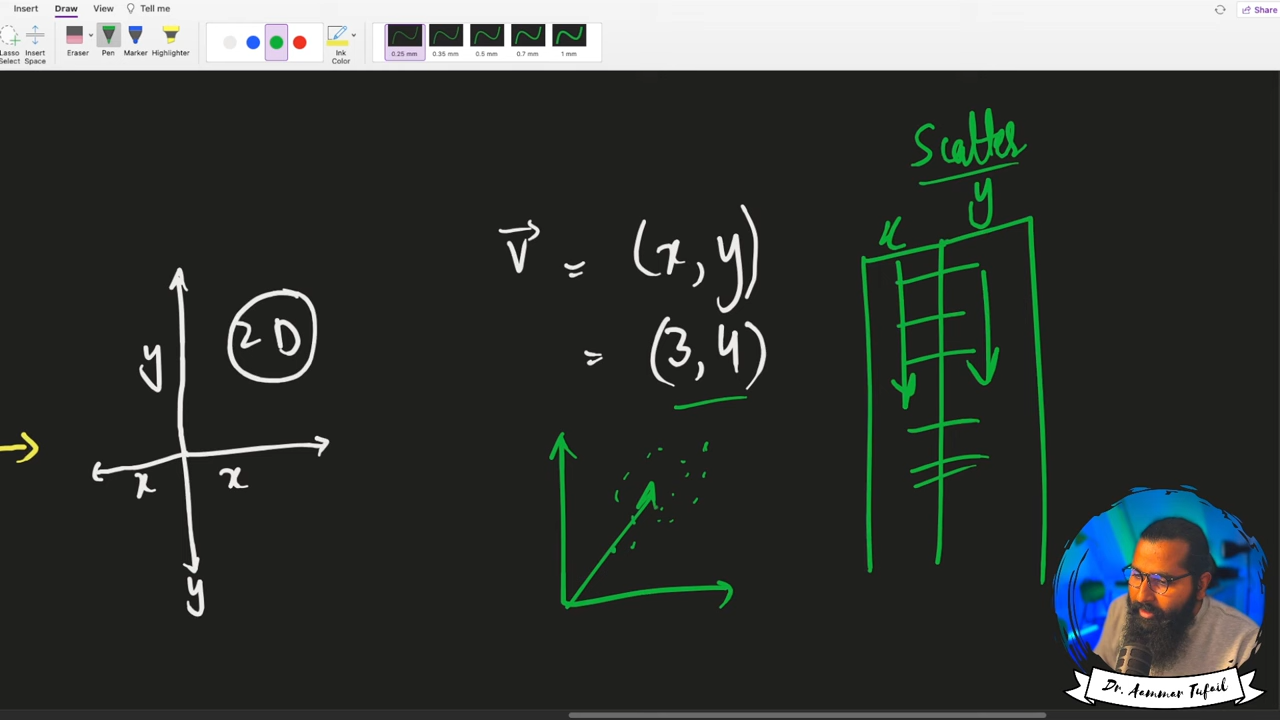 Insert Draw View Tell me Share
Lasso Select
Insert Space
Eraser
Pen
Marker
Highlighter
Ink Color
0.25 mm
0.35 mm
0.5 mm
0.7 mm
1 mm
Scatter
x y
2D
y
x x
y
V = (x, y)
= (3, 4)
Dr. Aammar Tufail